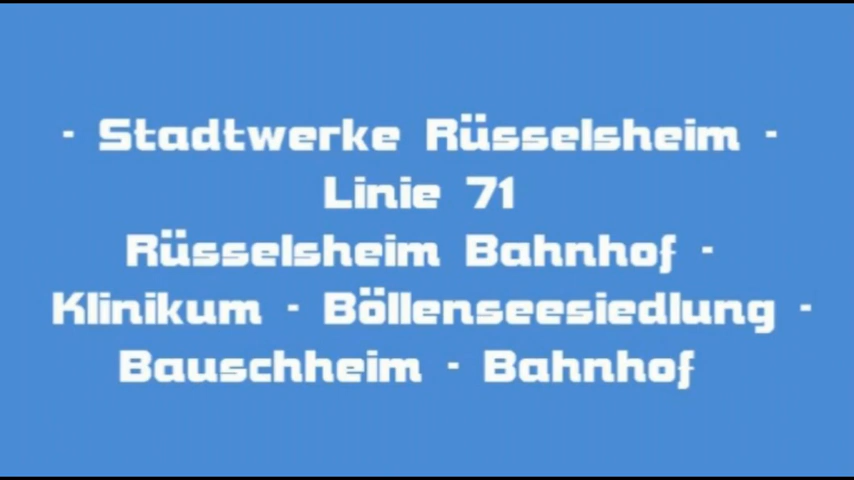 - Stadtwerke Rüsselsheim -
Linie 71
Rüsselsheim Bahnhof -
Klinikum - Böllenseesiedlung -
Bauschheim - Bahnhof